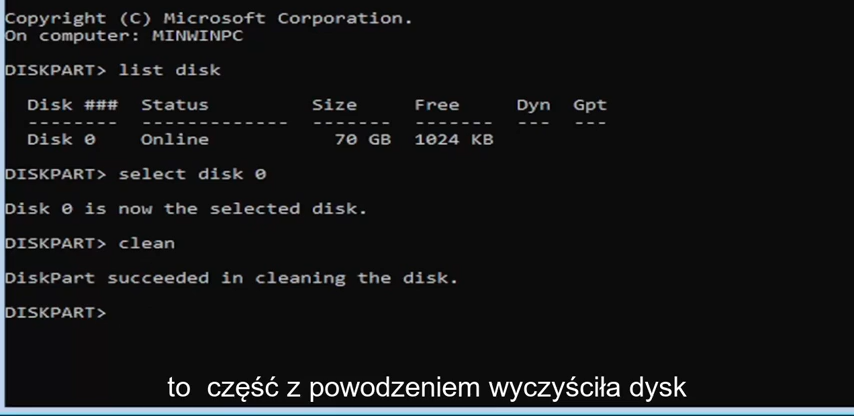 Copyright (C) Microsoft Corporation.
On computer: MINWINPC
DISKPART> list disk
Disk ### Status Size Free Dyn Gpt
-------- ------------- ------- ------- --- ---
Disk 0 Online 70 GB 1024 KB
DISKPART> select disk 0
Disk 0 is now the selected disk.
DISKPART> clean
DiskPart succeeded in cleaning the disk.
DISKPART>
to część z powodzeniem wyczyściła dysk